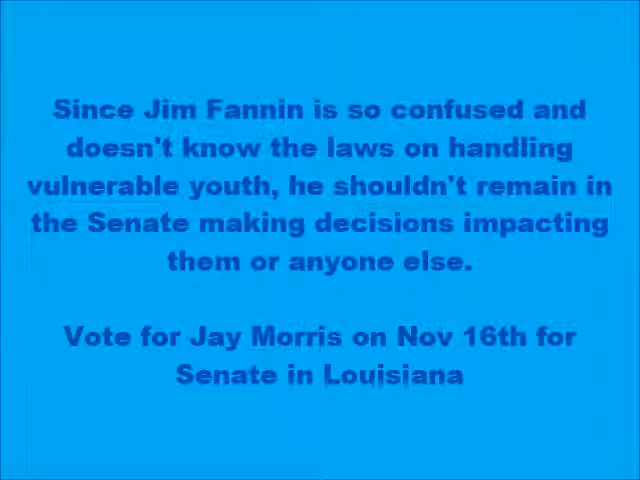 Since Jim Fannin is so confused and
doesn't know the laws on handling
vulnerable youth, he shouldn't remain in
the Senate making decisions impacting
them or anyone else.
Vote for Jay Morris on Nov 16th for
Senate in Louisiana